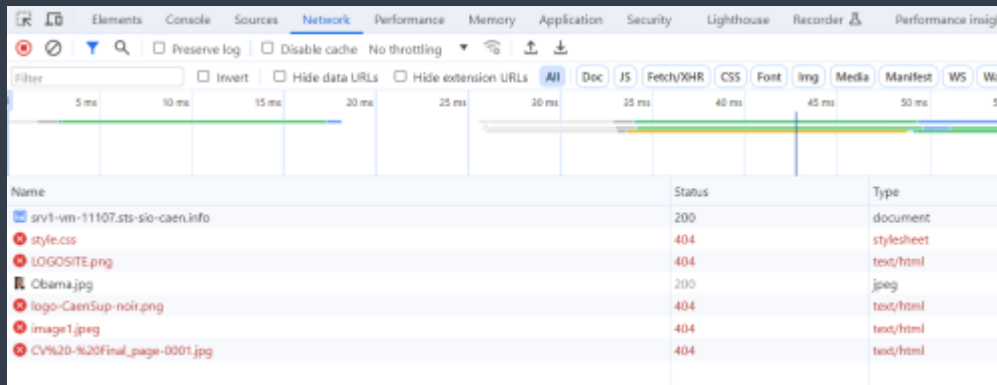 Elements Console Sources Network Performance Memory Application Security Lighthouse Recorder Performance
Preserve log Disable cache No throttling
Filter Invert Hide data URLs Hide extension URLs All Doc JS Fetch/XHR CSS Font Img Media Manifest WS
5 ms 10 ms 15 ms 20 ms 25 ms 30 ms 35 ms 40 ms 45 ms 50 ms
Name Status Type
srv1-vm-11107.sts-sio-caen.info 200 document
style.css 404 stylesheet
LOGOSITE.png 404 text/html
Obama.jpg 200 jpeg
logo-CaenSup-noir.png 404 text/html
image1.jpeg 404 text/html
CV%20-%20Final_page-0001.jpg 404 text/html